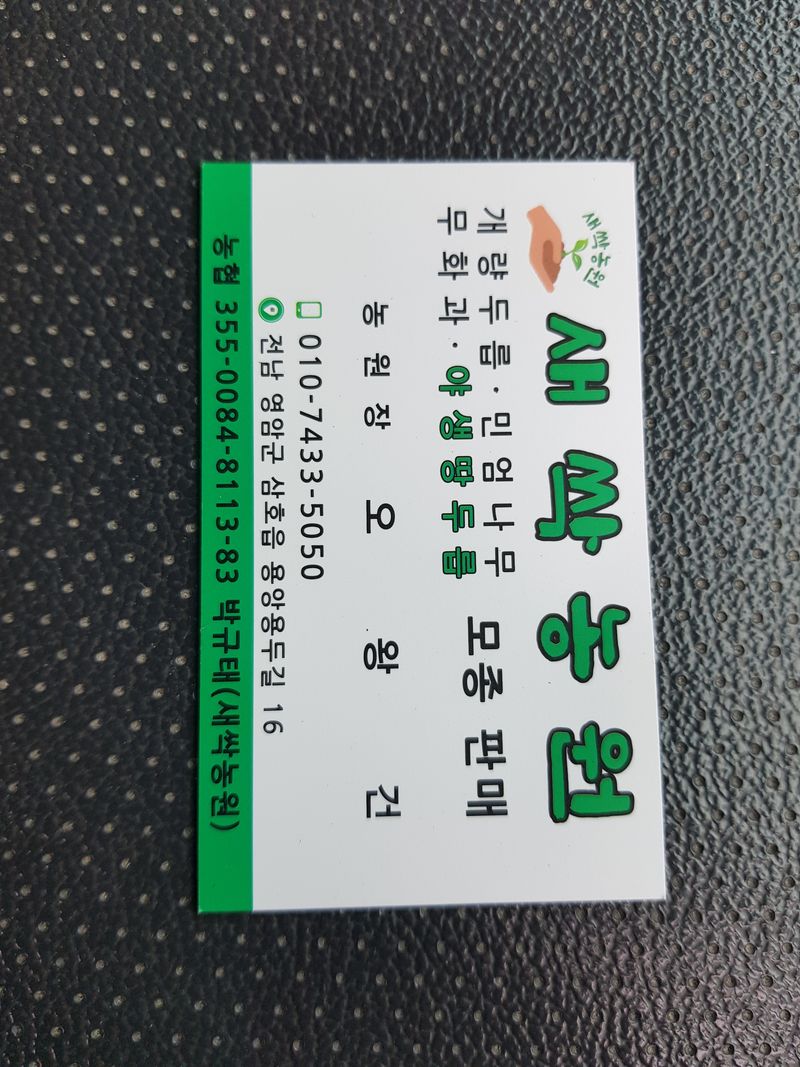 새싹농원
새싹농원
개량두릅·민엄나무
무화과·야생땅두릅
모종 판매
농원장 오왕건
010-7433-5050
전남 영암군 삼호읍 용앙용두길 16
농협 355-0084-8113-83 박규태(새싹농원)